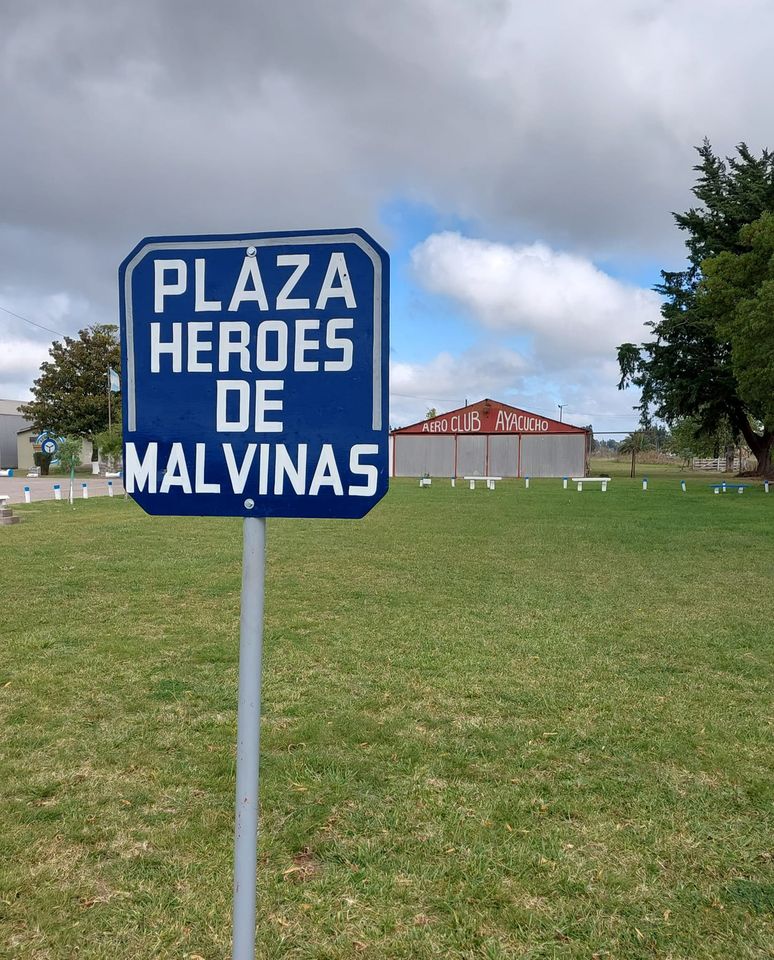 PLAZA
HEROES
DE
MALVINAS
AERO CLUB AYACUCHO